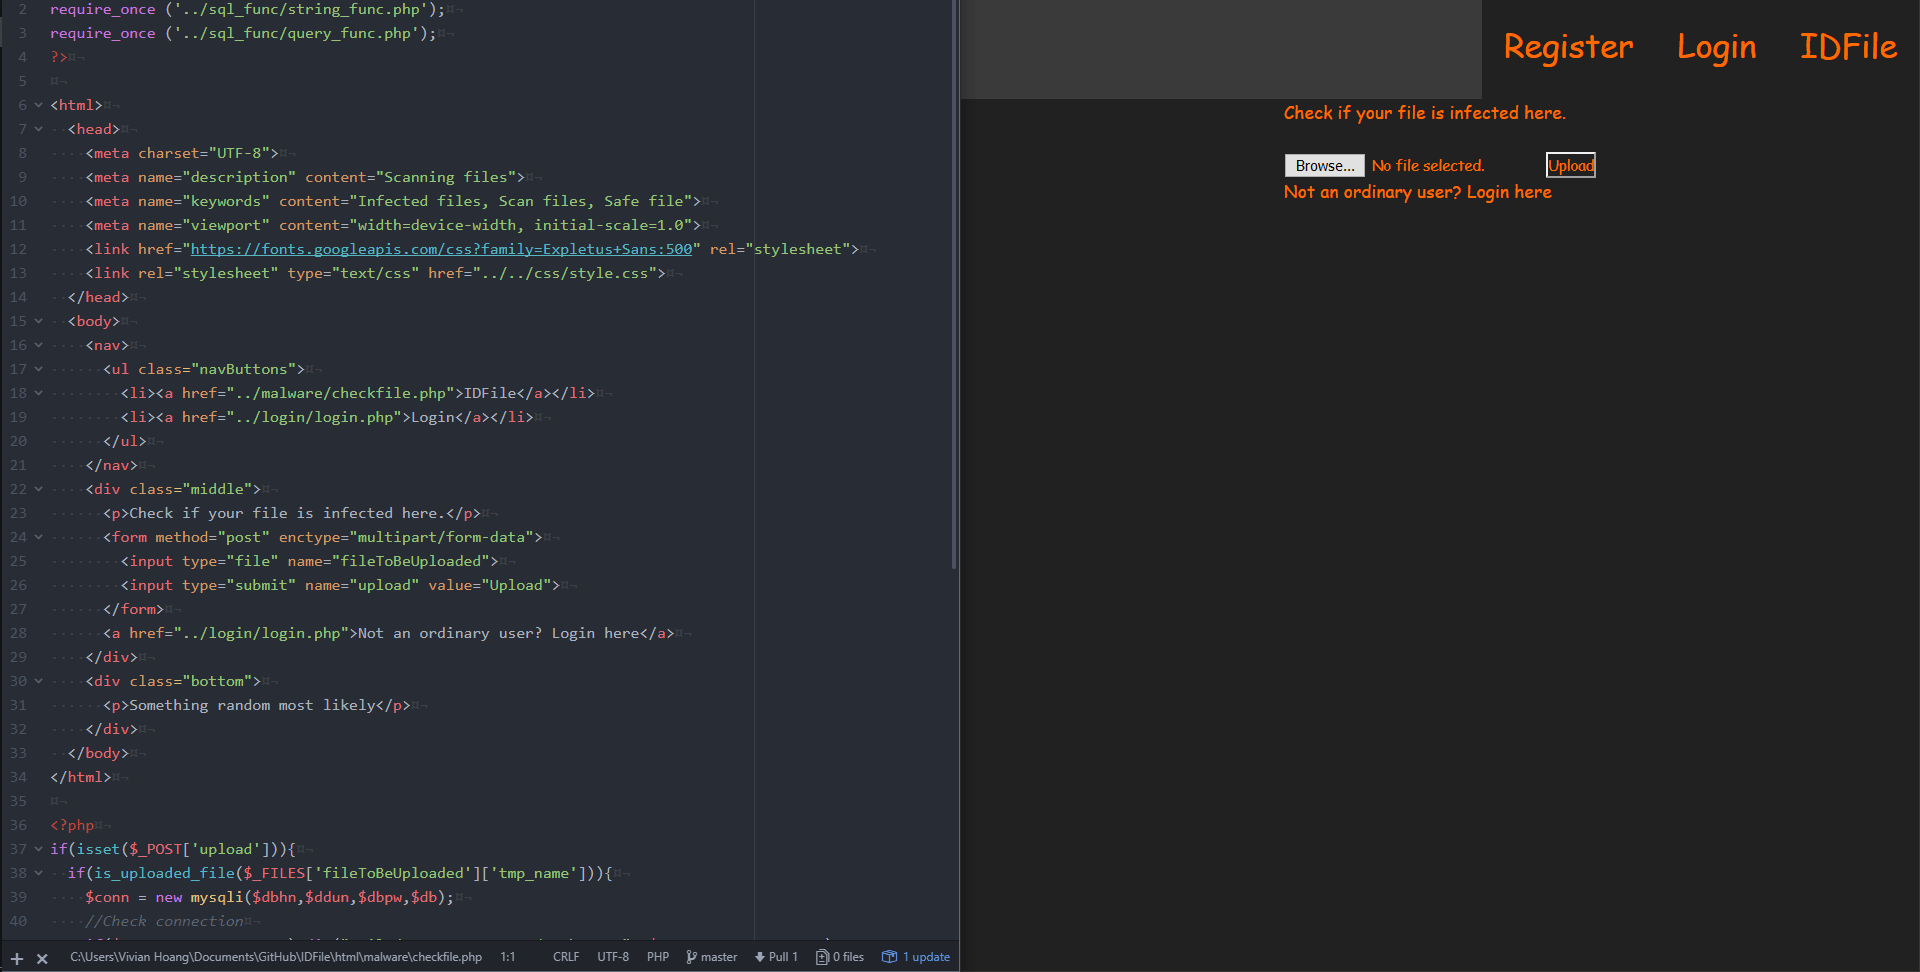 2 require_once ('../sql_func/string_func.php');
3 require_once ('../sql_func/query_func.php');
4 ?>
5
6 <html>
7 <head>
8 <meta charset="UTF-8">
9 <meta name="description" content="Scanning files">
10 <meta name="keywords" content="Infected files, Scan files, Safe file">
11 <meta name="viewport" content="width=device-width, initial-scale=1.0">
12 <link href="https://fonts.googleapis.com/css?family=Expletus+Sans:500" rel="stylesheet">
13 <link rel="stylesheet" type="text/css" href="../../css/style.css">
14 </head>
15 <body>
16 <nav>
17 <ul class="navButtons">
18 <li><a href="../malware/checkfile.php">IDFile</a></li>
19 <li><a href="../login/login.php">Login</a></li>
20 </ul>
21 </nav>
22 <div class="middle">
23 <p>Check if your file is infected here.</p>
24 <form method="post" enctype="multipart/form-data">
25 <input type="file" name="fileToBeUploaded">
26 <input type="submit" name="upload" value="Upload">
27 </form>
28 <a href="../login/login.php">Not an ordinary user? Login here</a>
29 </div>
30 <div class="bottom">
31 <p>Something random most likely</p>
32 </div>
33 </body>
34 </html>
35
36 <?php
37 if(isset($_POST['upload'])){
38 if(is_uploaded_file($_FILES['fileToBeUploaded']['tmp_name'])){
39 $conn = new mysqli($dbhn,$ddun,$dbpw,$db);
40 //Check connection
C:\Users\Vivian Hoang\Documents\GitHub\IDFile\html\malware\checkfile.php 1:1 CRLF UTF-8 PHP master Pull 1 0 files 1 update
Register Login IDFile
Check if your file is infected here.
Browse... No file selected. Upload
Not an ordinary user? Login here